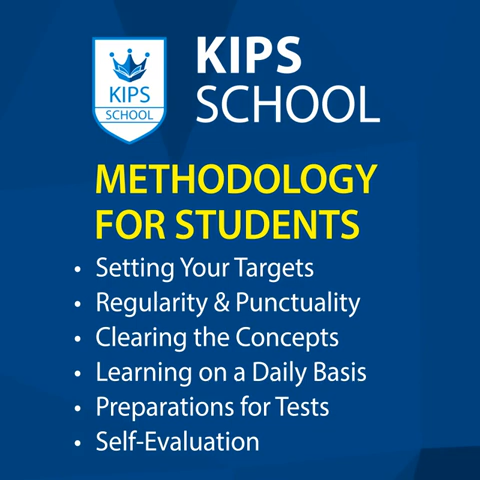 KIPS
SCHOOL
KIPS
SCHOOL
METHODOLOGY
FOR STUDENTS
• Setting Your Targets
• Regularity & Punctuality
• Clearing the Concepts
• Learning on a Daily Basis
• Preparations for Tests
• Self-Evaluation